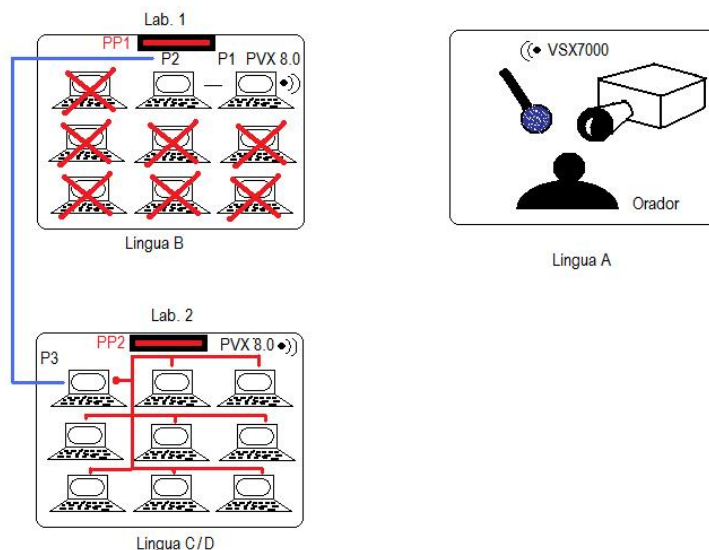 Lab. 1
PP1
P2 P1 PVX 8.0
Lingua B
VSX7000
Orador
Lingua A
Lab. 2
PP2 PVX 8.0
P3
Lingua C/D